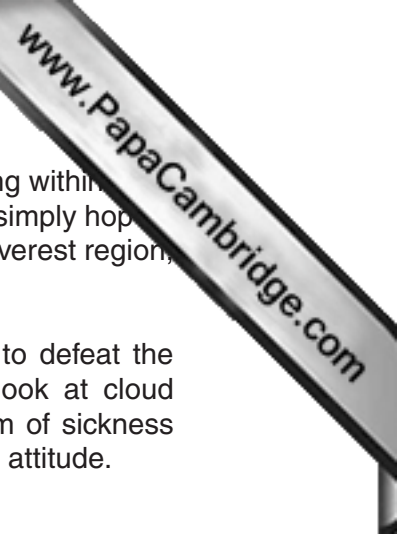 www.PapaCambridge.com
ng within
simply hop
verest region,
to defeat the
ook at cloud
m of sickness
attitude.